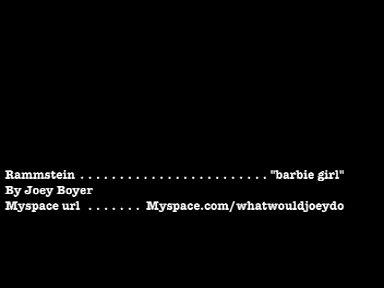 Rammstein . . . . . . . . . . . . . . . . . . . . . . . . "barbie girl"
By Joey Boyer
Myspace url . . . . . . . Myspace.com/whatwouldjoeydo